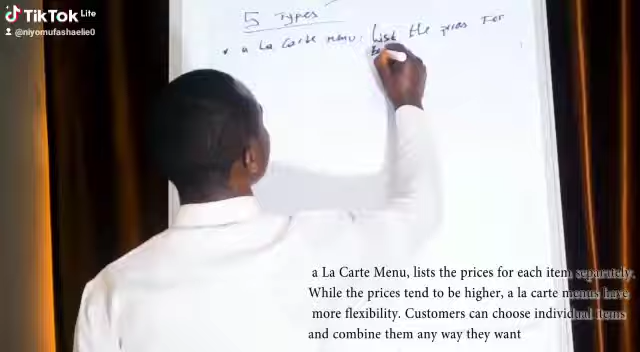 TikTok Lite
@niyomufashaelie0
5 Types
a La Carte menu: List the prices For
a La Carte Menu, lists the prices for each item separately.
While the prices tend to be higher, a la carte menus have
more flexibility. Customers can choose individual items
and combine them any way they want